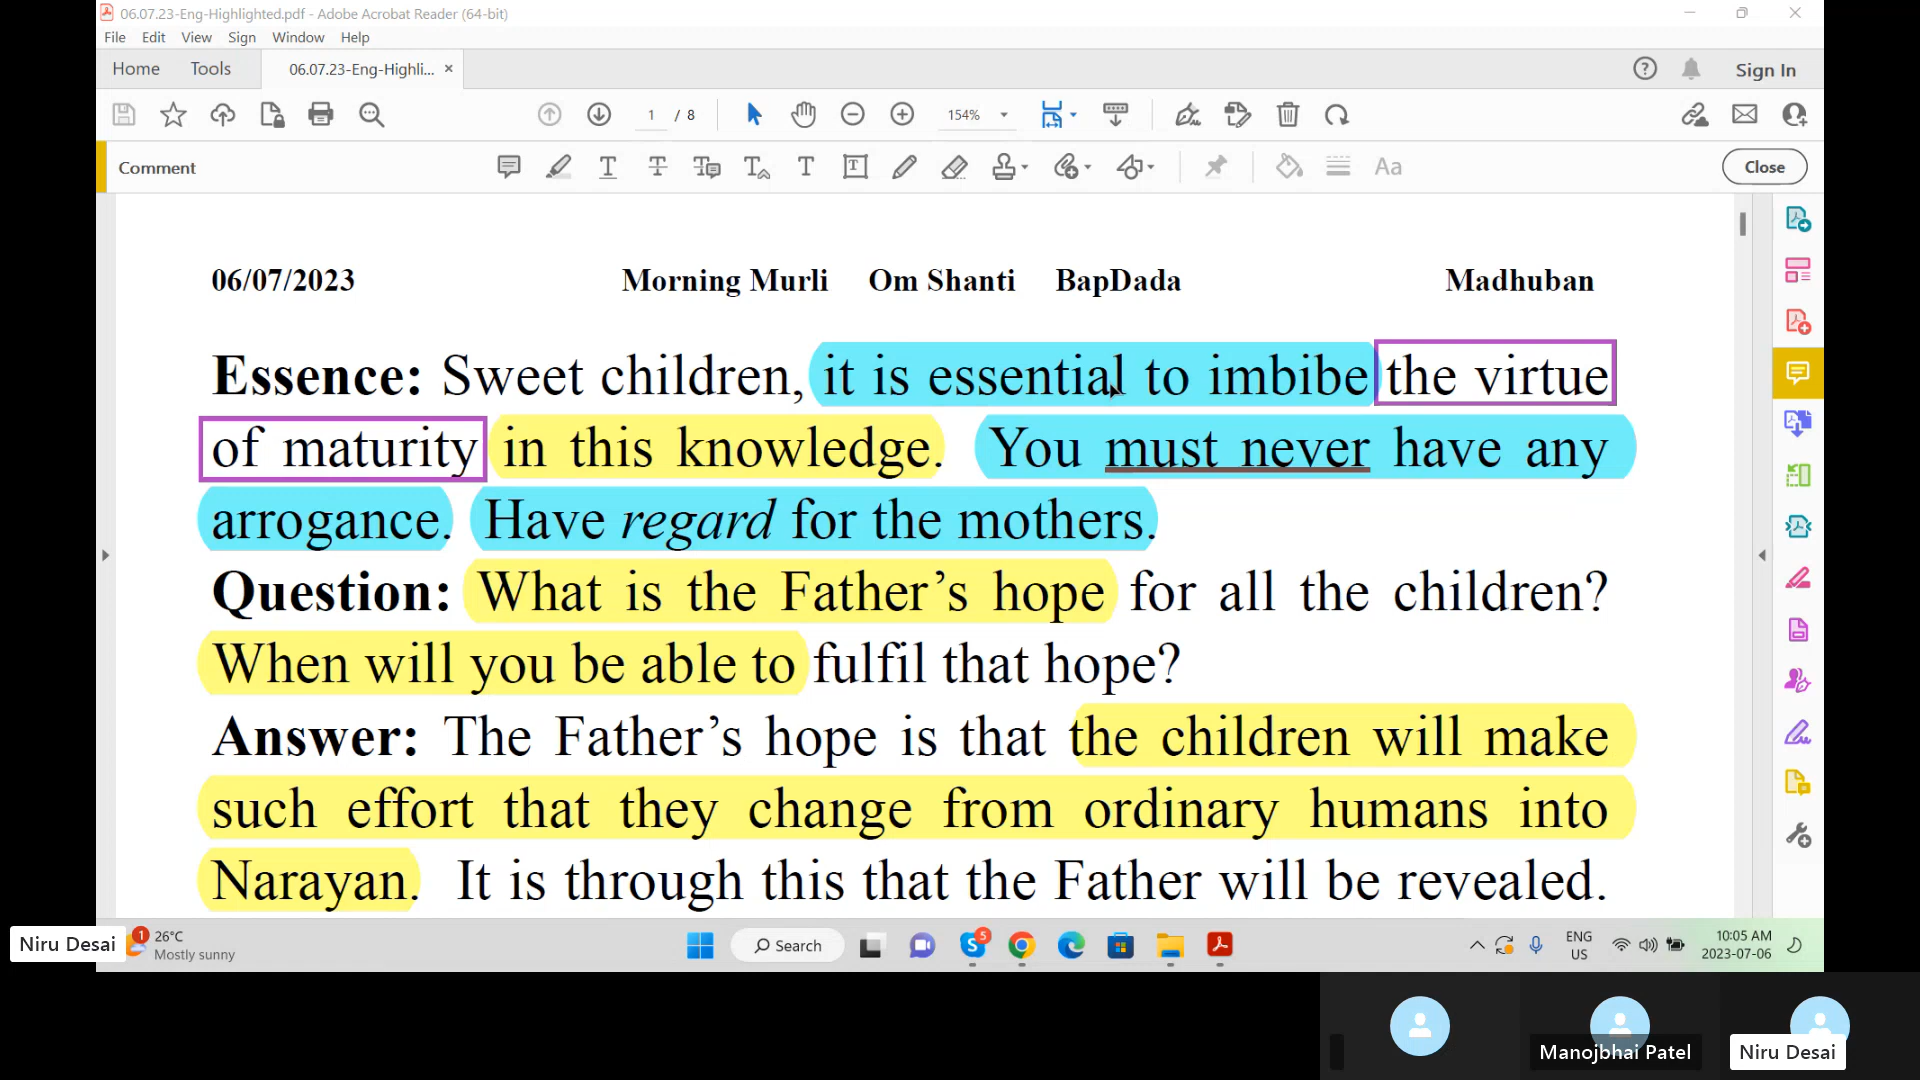 06.07.23-Eng-Highlighted.pdf - Adobe Acrobat Reader (64-bit)
File Edit View Sign Window Help
Home Tools 06.07.23-Eng-Highli... × Sign In
1 / 8 154%
Comment Close
06/07/2023 Morning Murli Om Shanti BapDada Madhuban
Essence: Sweet children, it is essential to imbibe the virtue
of maturity in this knowledge. You must never have any
arrogance. Have regard for the mothers.
Question: What is the Father’s hope for all the children?
When will you be able to fulfil that hope?
Answer: The Father’s hope is that the children will make
such effort that they change from ordinary humans into
Narayan. It is through this that the Father will be revealed.
Niru Desai
1
26°C
Mostly sunny
Search
5
ENG
US
10:05 AM
2023-07-06
Manojbhai Patel
Niru Desai